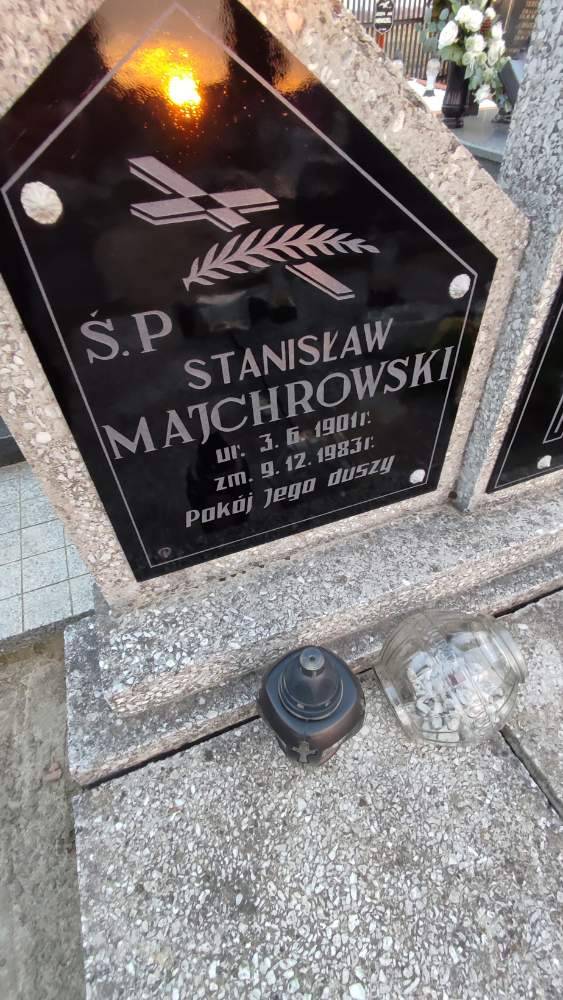 Ś.P
STANISŁAW
MAJCHROWSKI
ur. 3.6.1901r.
zm. 9.12.1983r.
Pokój Jego duszy